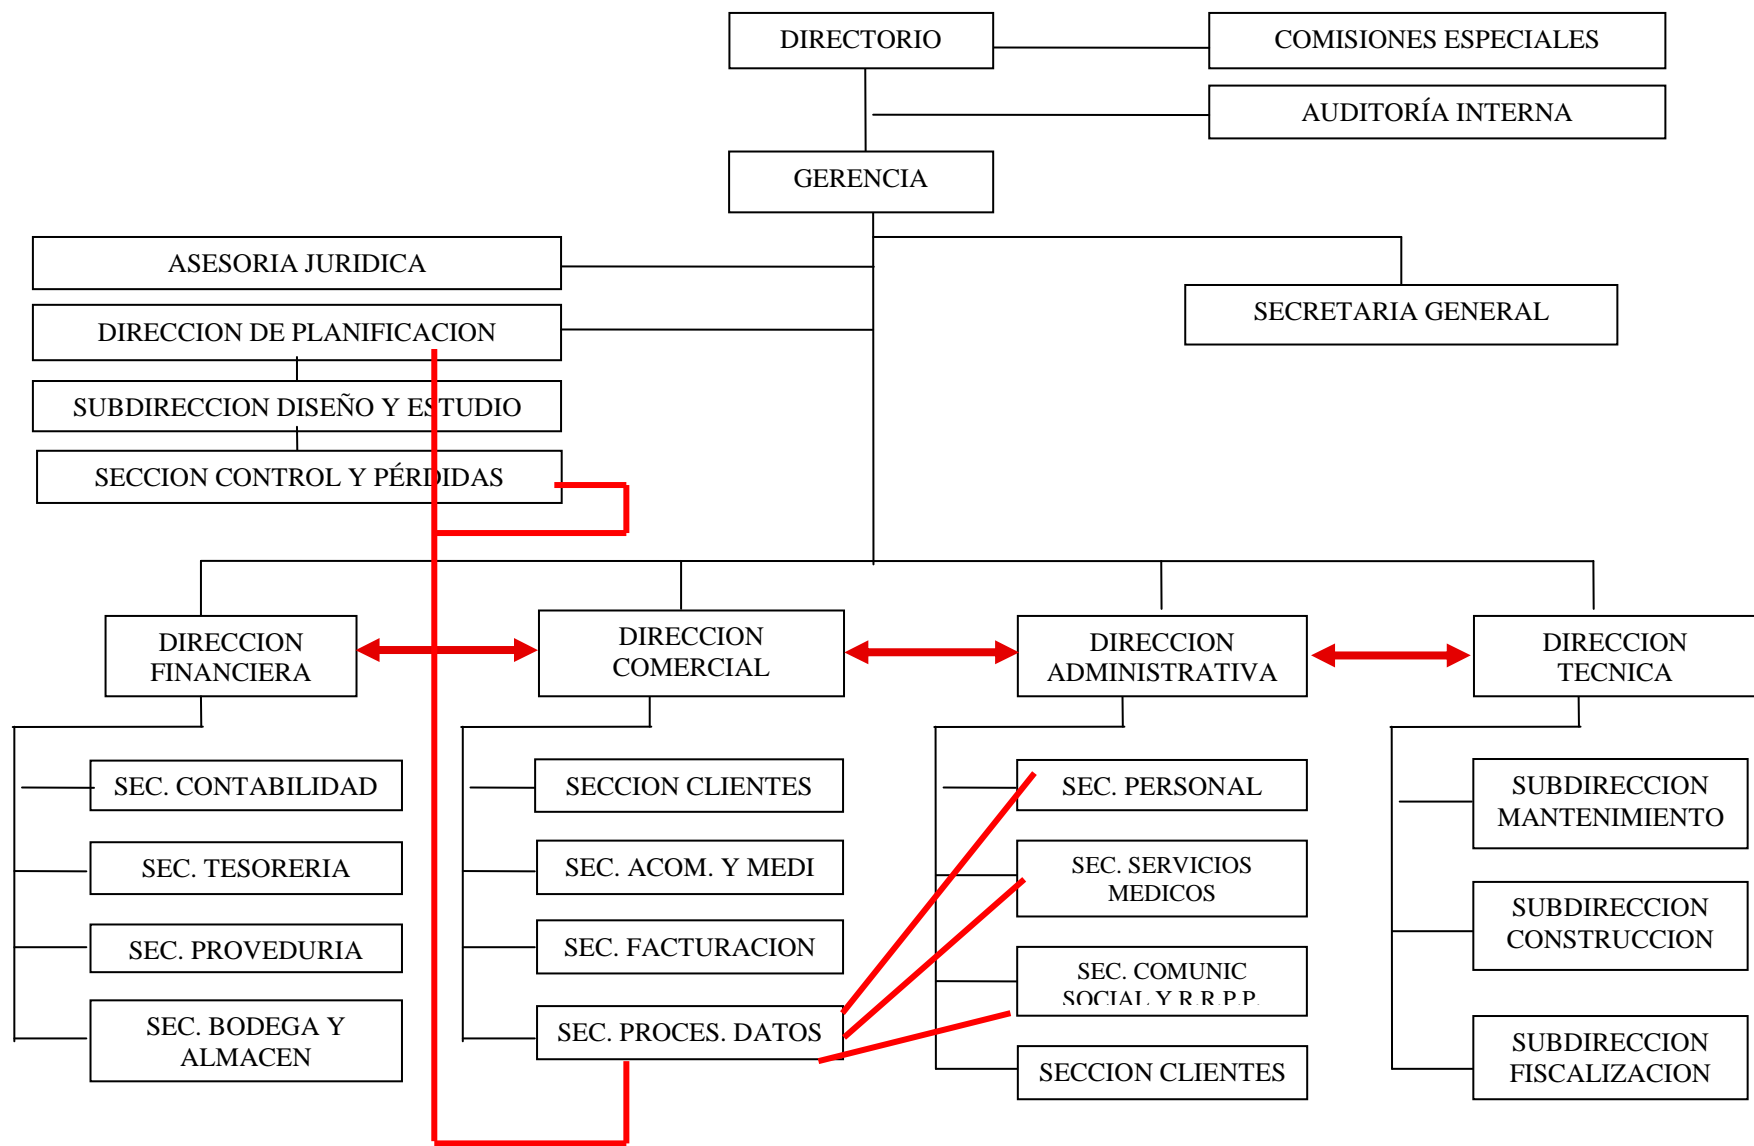 DIRECTORIO
COMISIONES ESPECIALES
AUDITORÍA INTERNA
GERENCIA
ASESORIA JURIDICA
SECRETARIA GENERAL
DIRECCION DE PLANIFICACION
SUBDIRECCION DISEÑO Y ESTUDIO
SECCION CONTROL Y PÉRDIDAS
DIRECCION
FINANCIERA
DIRECCION
COMERCIAL
DIRECCION
ADMINISTRATIVA
DIRECCION
TECNICA
SEC. CONTABILIDAD
SEC. TESORERIA
SEC. PROVEDURIA
SEC. BODEGA Y
ALMACEN
SECCION CLIENTES
SEC. ACOM. Y MEDI
SEC. FACTURACION
SEC. PROCES. DATOS
SEC. PERSONAL
SEC. SERVICIOS
MEDICOS
SEC. COMUNIC
SOCIAL Y R.R.P.P.
SECCION CLIENTES
SUBDIRECCION
MANTENIMIENTO
SUBDIRECCION
CONSTRUCCION
SUBDIRECCION
FISCALIZACION